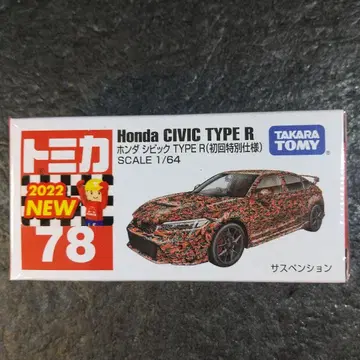 トミカ
2022
NEW
78
Honda CIVIC TYPE R
ホンダ シビック TYPE R(初回特別仕様)
SCALE 1/64
TAKARA
TOMY
サスペンション